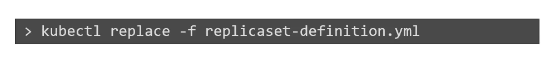 > kubectl replace -f replicaset-definition.yml